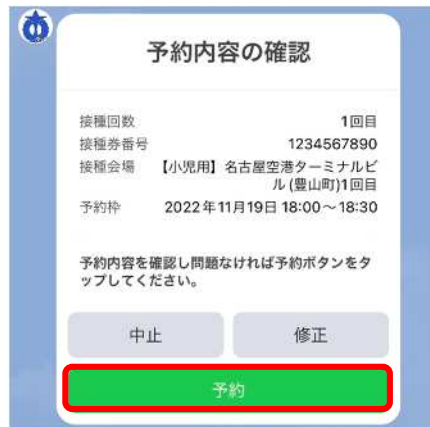 予約内容の確認
接種回数 1回目
接種券番号 1234567890
接種会場 【小児用】名古屋空港ターミナルビ
ル(豊山町)1回目
予約枠 2022年11月19日 18:00～18:30
予約内容を確認し問題なければ予約ボタンをタ
ップしてください。
中止 修正
予約